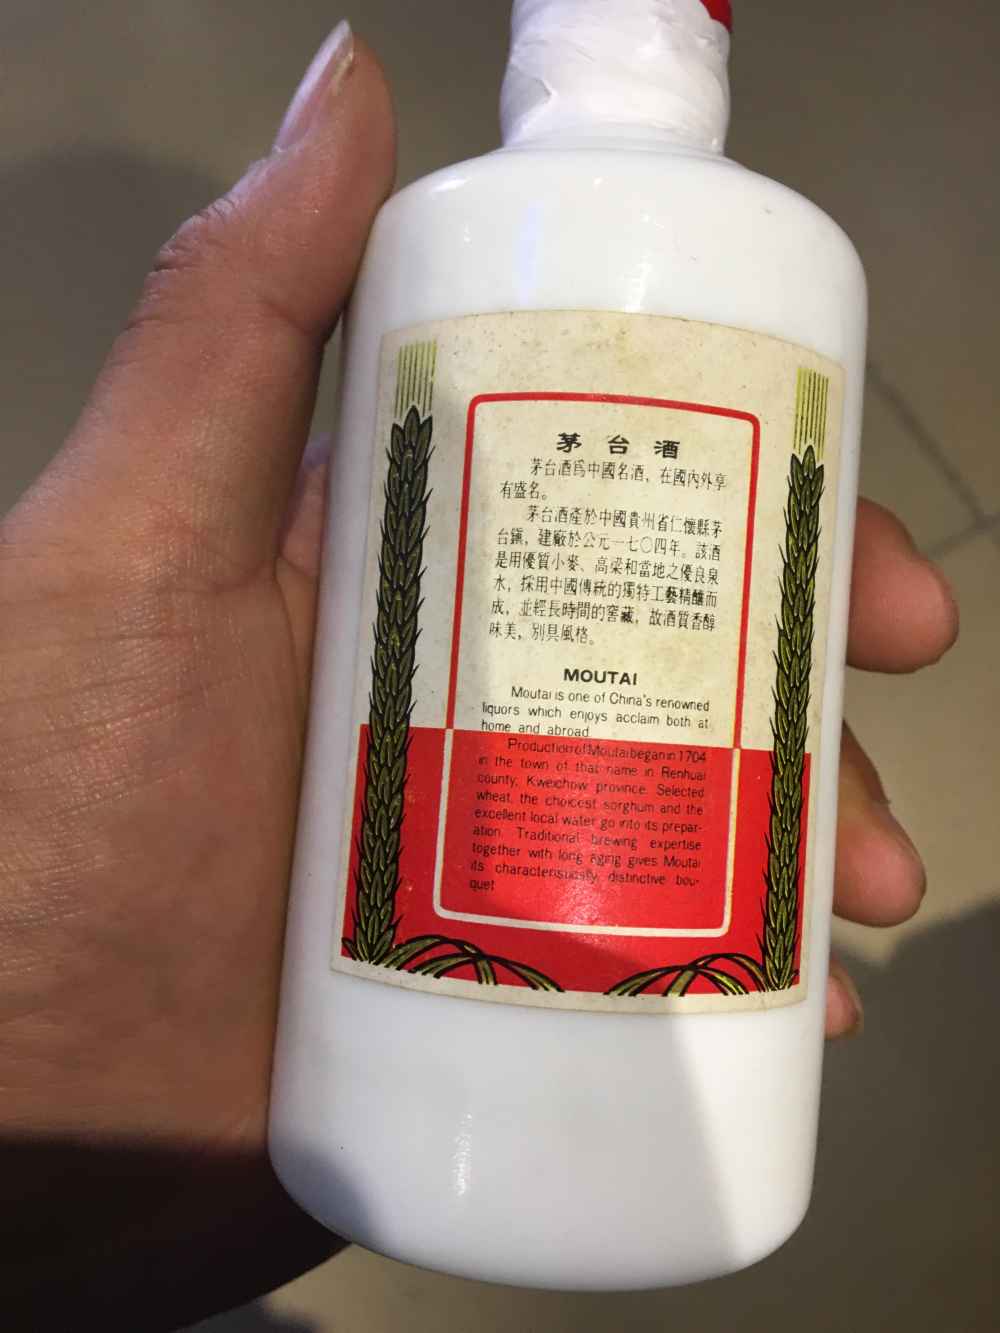 茅台酒
茅台酒爲中國名酒，在國內外享
有盛名。
茅台酒產於中國貴州省仁懷縣茅
台鎮，建廠於公元一七〇四年。該酒
是用優質小麥、高梁和當地之優良泉
水，採用中國傳統的獨特工藝精釀而
成，並經長時間的窖藏，故酒質香醇
味美，別具風格。
MOUTAI
Moutai is one of China's renowned
liquors which enjoys acclaim both at
home and abroad.
Production of Moutai began in 1704
in the town of that name in Renhuai
county, Kweichow province. Selected
wheat, the choicest sorghum and the
excellent local water go into its prepar-
ation. Traditional brewing expertise
together with long aging gives Moutai
its characteristically distinctive bou-
quet